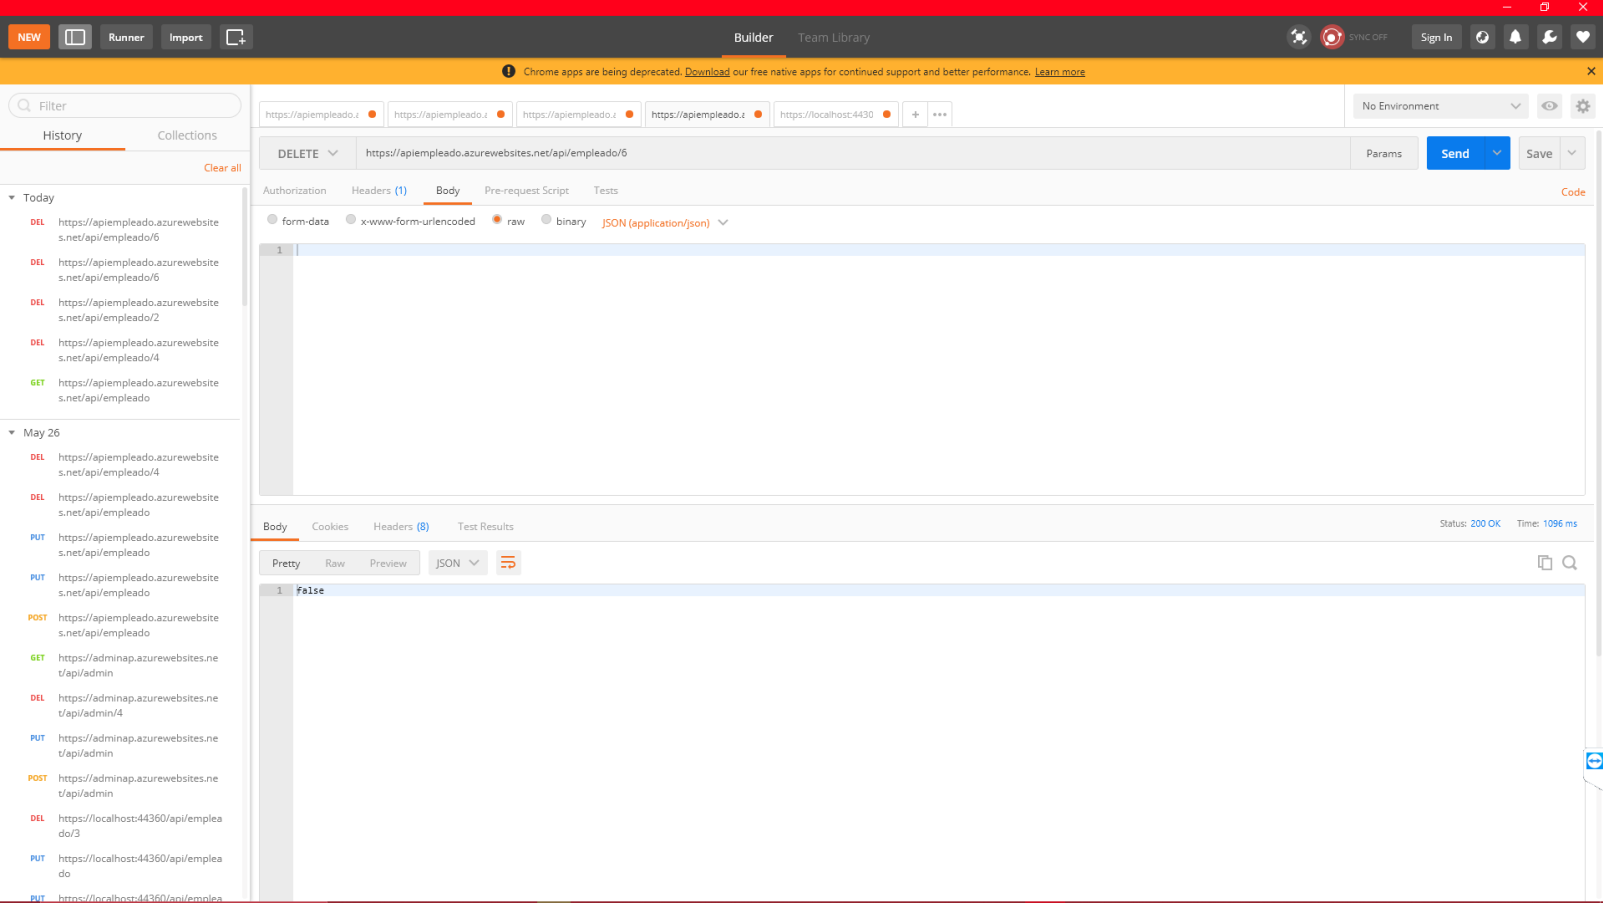 NEW
Runner
Import
Builder
Team Library
SYNC OFF
Sign In
Chrome apps are being deprecated. Download our free native apps for continued support and better performance. Learn more
Filter
History
Collections
Clear all
Today
DEL https://apiempleado.azurewebsite
s.net/api/empleado/6
DEL https://apiempleado.azurewebsite
s.net/api/empleado/6
DEL https://apiempleado.azurewebsite
s.net/api/empleado/2
DEL https://apiempleado.azurewebsite
s.net/api/empleado/4
GET https://apiempleado.azurewebsite
s.net/api/empleado
May 26
DEL https://apiempleado.azurewebsite
s.net/api/empleado/4
DEL https://apiempleado.azurewebsite
s.net/api/empleado
PUT https://apiempleado.azurewebsite
s.net/api/empleado
PUT https://apiempleado.azurewebsite
s.net/api/empleado
POST https://apiempleado.azurewebsite
s.net/api/empleado
GET https://adminap.azurewebsites.ne
t/api/admin
DEL https://adminap.azurewebsites.ne
t/api/admin/4
PUT https://adminap.azurewebsites.ne
t/api/admin
POST https://adminap.azurewebsites.ne
t/api/admin
DEL https://localhost:44360/api/emplea
do/3
PUT https://localhost:44360/api/emplea
do
PUT https://localhost:44360/api/emplea
https://apiempleado.a
https://apiempleado.a
https://apiempleado.a
https://apiempleado.a
https://localhost:4430
No Environment
DELETE
https://apiempleado.azurewebsites.net/api/empleado/6
Params
Send
Save
Authorization
Headers (1)
Body
Pre-request Script
Tests
Code
form-data
x-www-form-urlencoded
raw
binary
JSON (application/json)
1
Body
Cookies
Headers (8)
Test Results
Status: 200 OK
Time: 1096 ms
Pretty
Raw
Preview
JSON
1 false